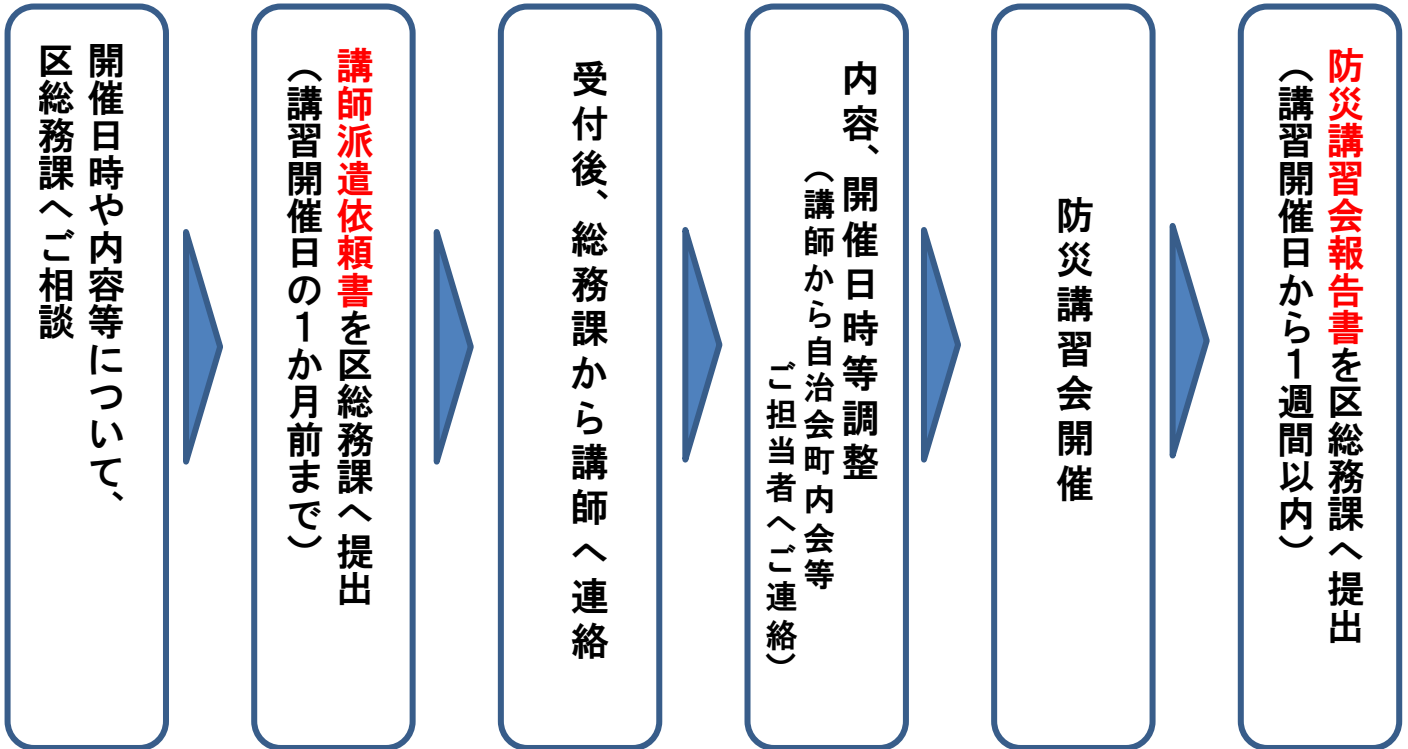 開催日時や内容等について、
区総務課へご相談
講師派遣依頼書を区総務課へ提出
（講習開催日の１か月前まで）
受付後、総務課から講師へ連絡
内容、開催日時等調整
（講師から自治会町内会等
ご担当者へご連絡）
防災講習会開催
防災講習会報告書を区総務課へ提出
（講習開催日から１週間以内）